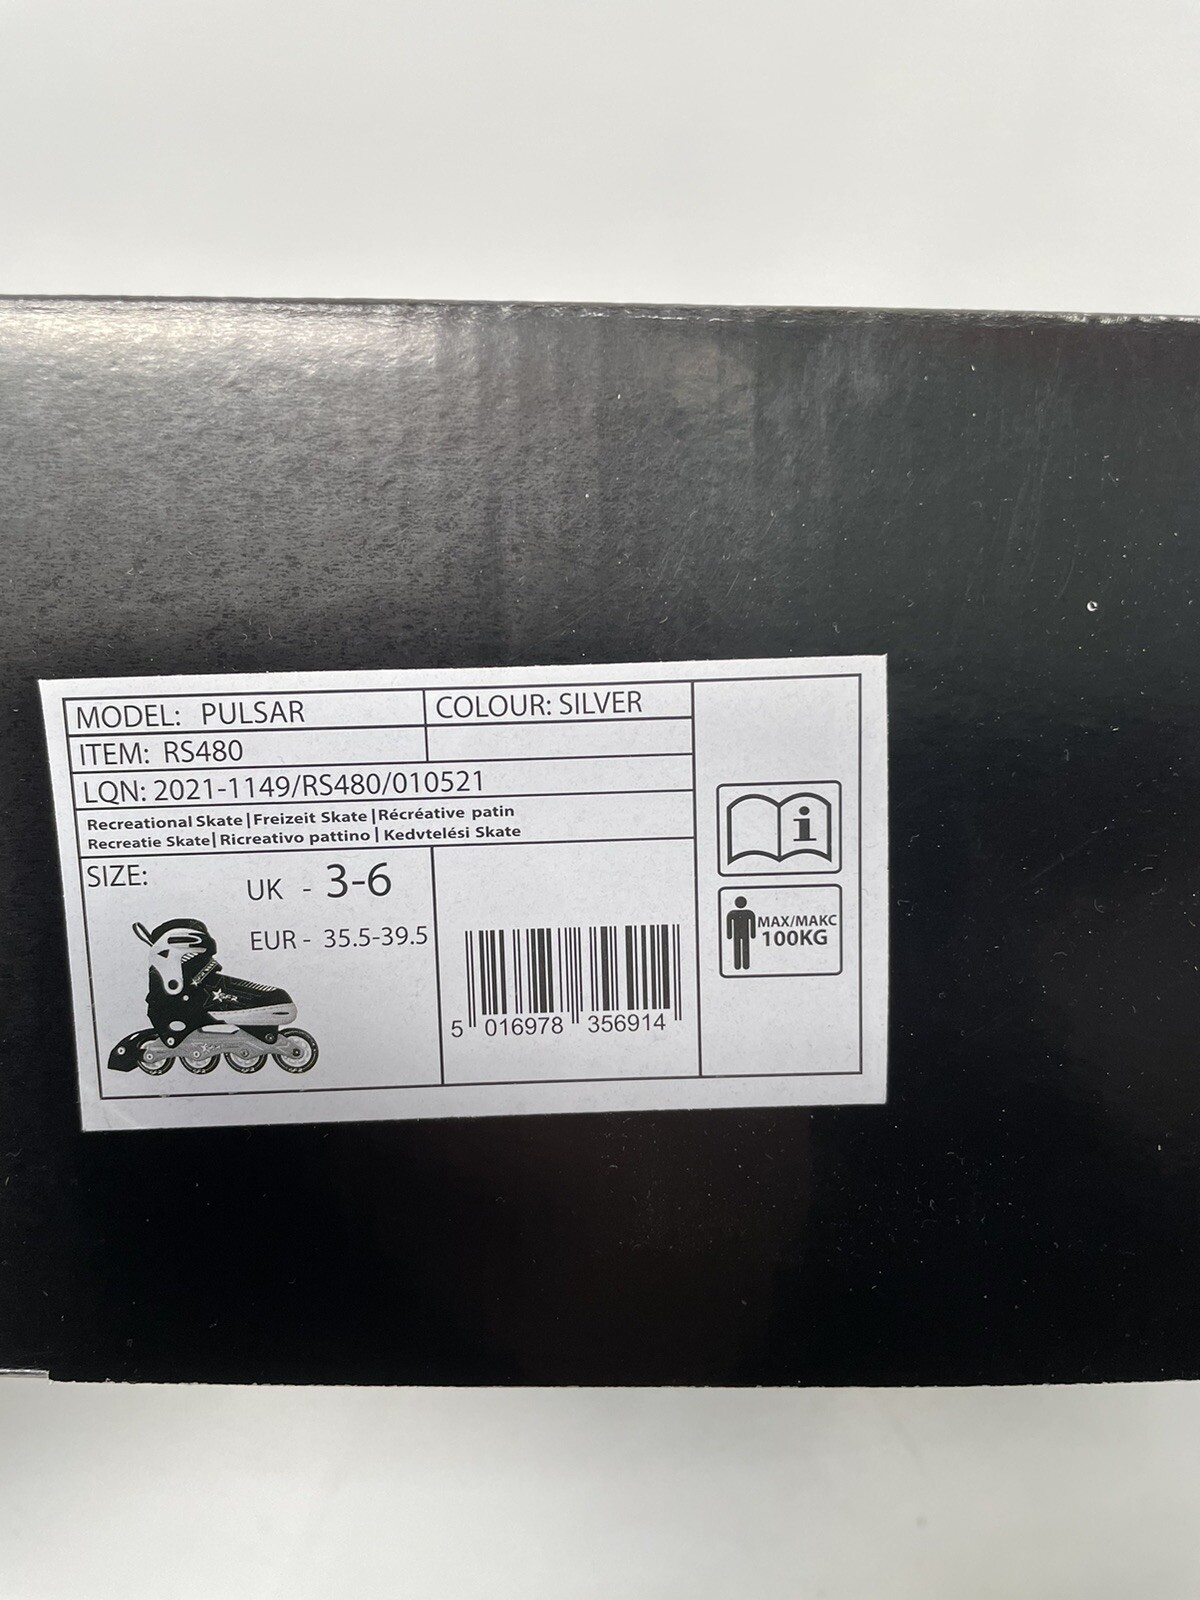 MODEL: PULSAR
COLOUR: SILVER
ITEM: RS480
LQN: 2021-1149/RS480/010521
Recreational Skate|Freizeit Skate|Récréative patin
Recreatie Skate|Ricreativo pattino|Kedvtelési Skate
SIZE:
UK - 3-6
EUR - 35.5-39.5
SFR
5 016978 356914
i
MAX/MAKC
100KG